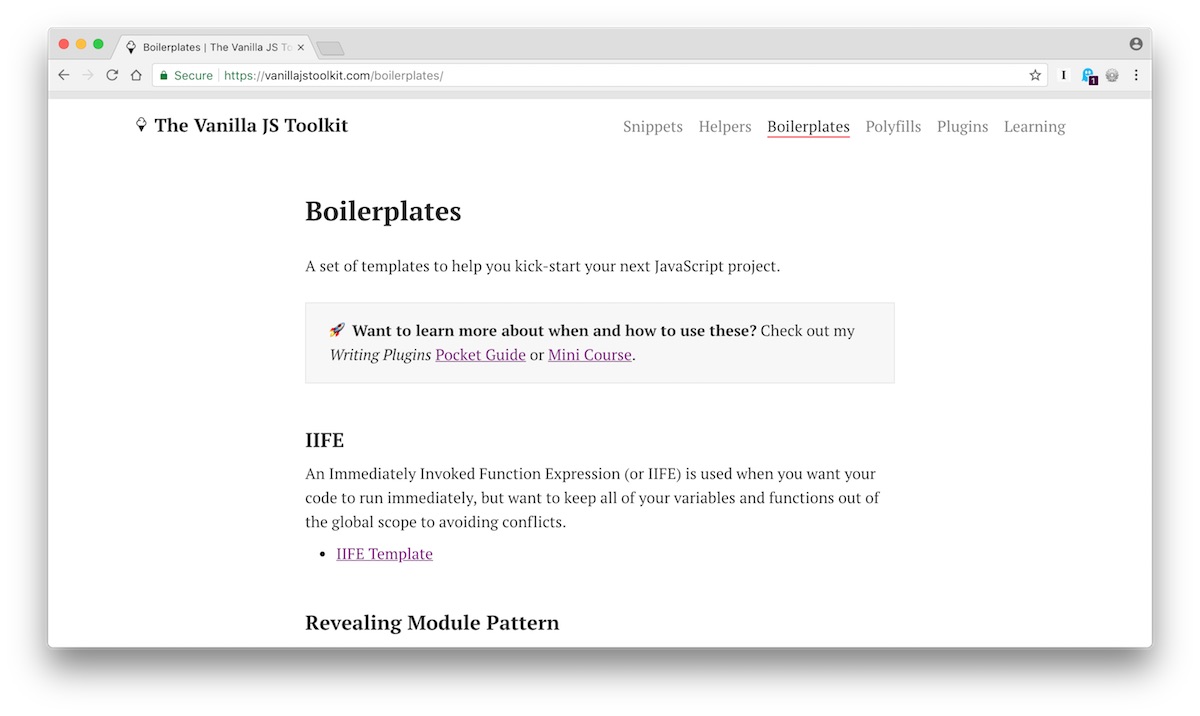 Boilerplates | The Vanilla JS To
Secure https://vanillajstoolkit.com/boilerplates/
I
1
The Vanilla JS Toolkit
Snippets Helpers Boilerplates Polyfills Plugins Learning
Boilerplates
A set of templates to help you kick-start your next JavaScript project.
🚀 Want to learn more about when and how to use these? Check out my
Writing Plugins Pocket Guide or Mini Course.
IIFE
An Immediately Invoked Function Expression (or IIFE) is used when you want your
code to run immediately, but want to keep all of your variables and functions out of
the global scope to avoiding conflicts.
• IIFE Template
Revealing Module Pattern